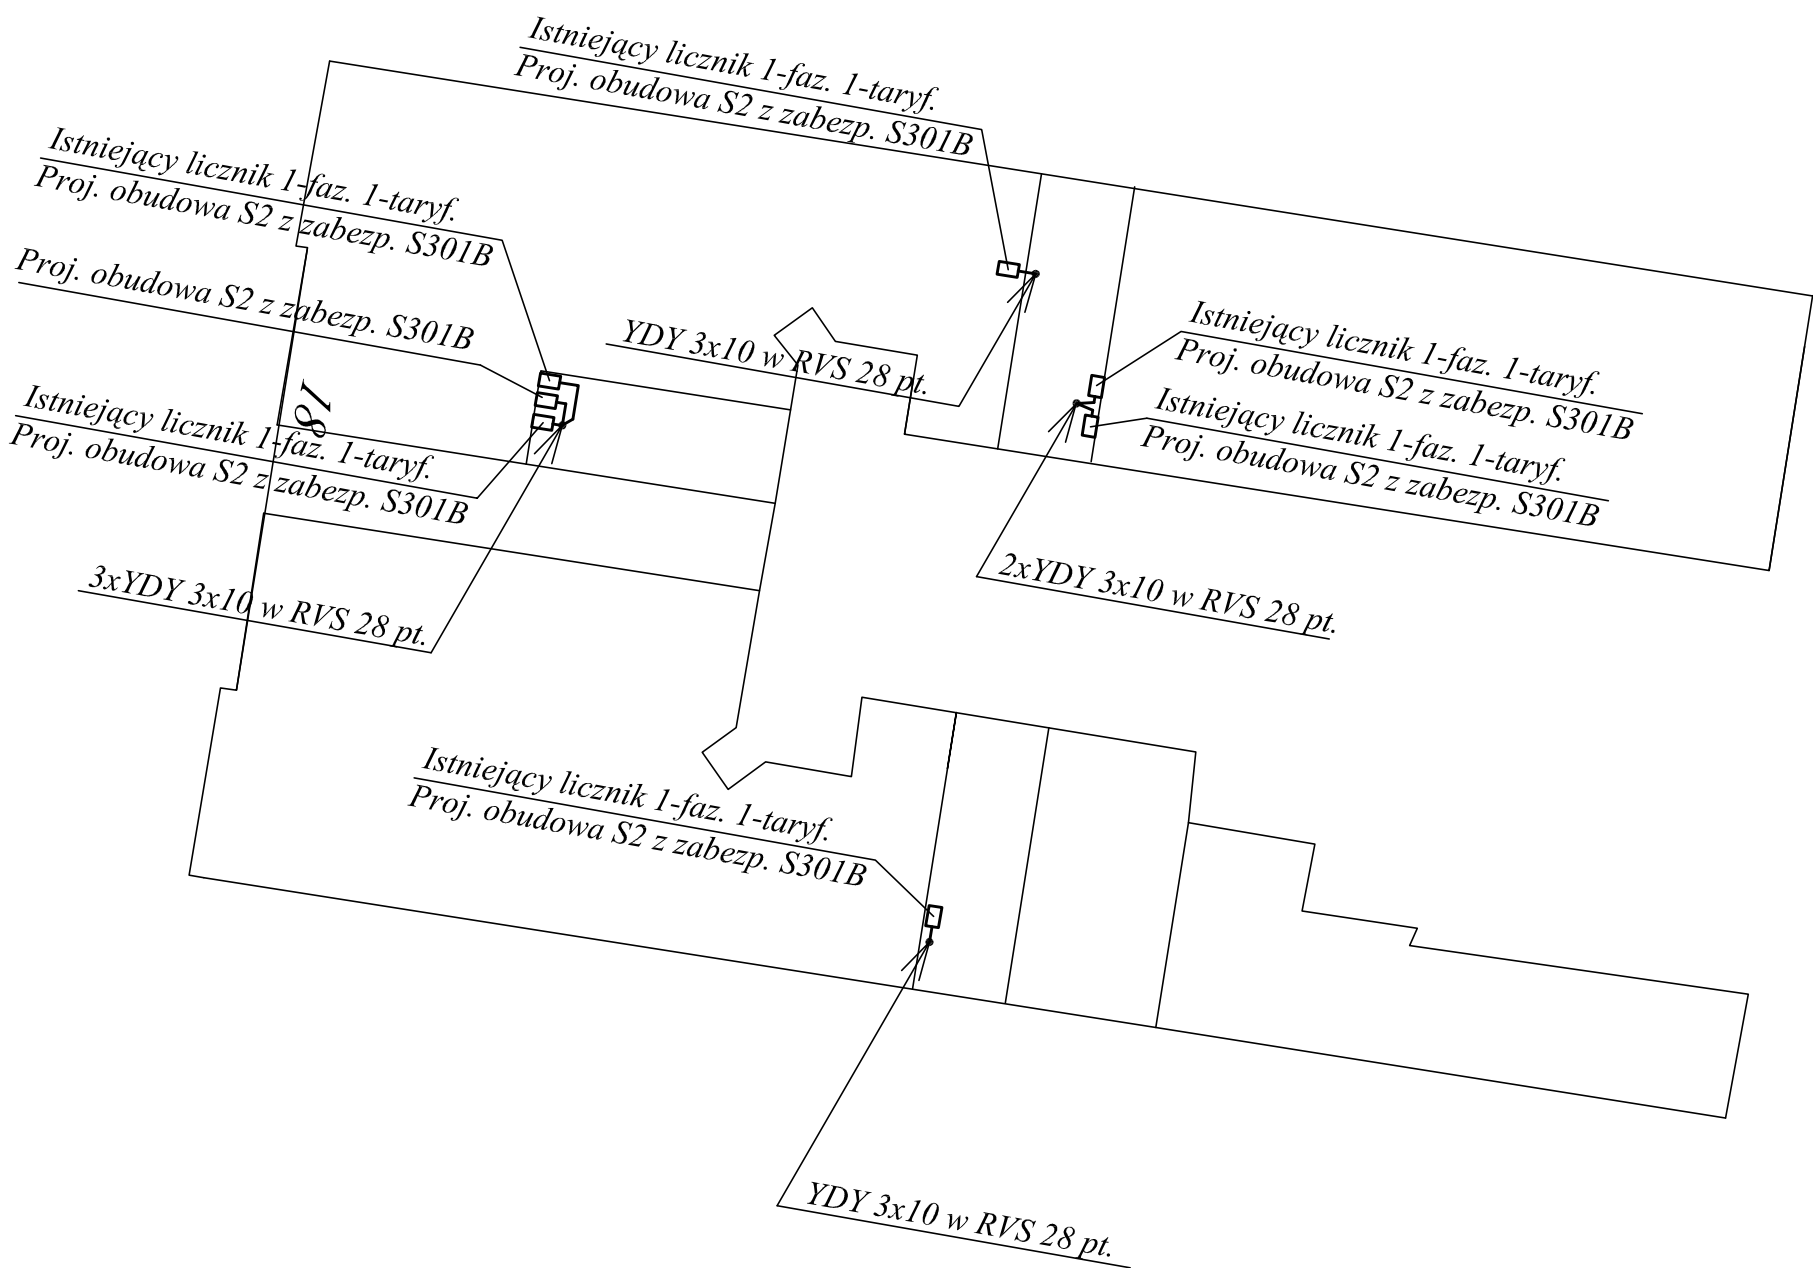 Istniejący licznik 1-faz. 1-taryf.
Proj. obudowa S2 z zabezp. S301B
Istniejący licznik 1-faz. 1-taryf.
Proj. obudowa S2 z zabezp. S301B
Proj. obudowa S2 z zabezp. S301B
YDY 3x10 w RVS 28 pt.
Istniejący licznik 1-faz. 1-taryf.
Proj. obudowa S2 z zabezp. S301B
Istniejący licznik 1-faz. 1-taryf.
Proj. obudowa S2 z zabezp. S301B
18
Istniejący licznik 1-faz. 1-taryf.
Proj. obudowa S2 z zabezp. S301B
3xYDY 3x10 w RVS 28 pt.
2xYDY 3x10 w RVS 28 pt.
Istniejący licznik 1-faz. 1-taryf.
Proj. obudowa S2 z zabezp. S301B
YDY 3x10 w RVS 28 pt.